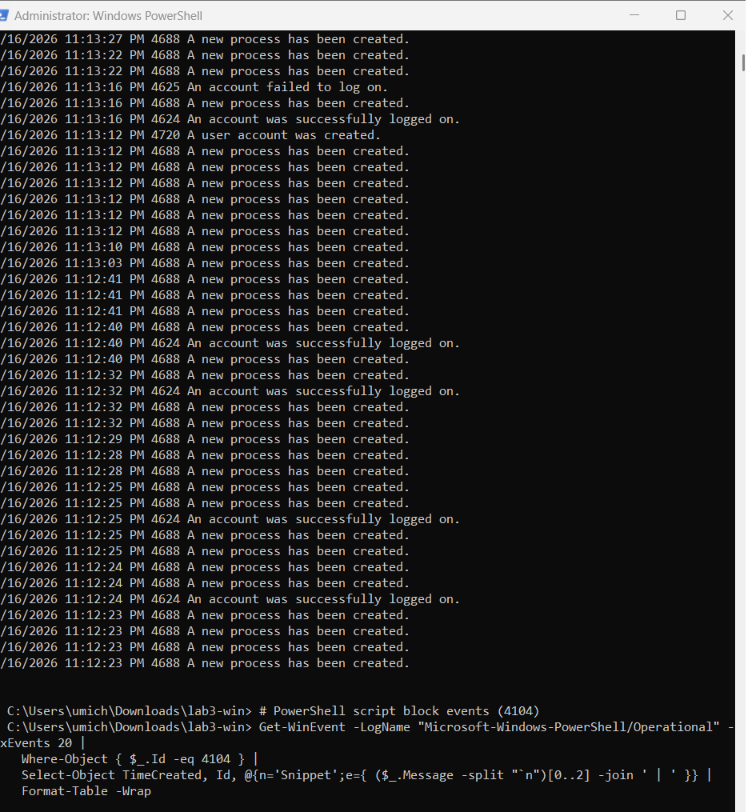 Administrator: Windows PowerShell
/16/2026 11:13:27 PM 4688 A new process has been created.
/16/2026 11:13:22 PM 4688 A new process has been created.
/16/2026 11:13:22 PM 4688 A new process has been created.
/16/2026 11:13:16 PM 4625 An account failed to log on.
/16/2026 11:13:16 PM 4688 A new process has been created.
/16/2026 11:13:16 PM 4624 An account was successfully logged on.
/16/2026 11:13:12 PM 4720 A user account was created.
/16/2026 11:13:12 PM 4688 A new process has been created.
/16/2026 11:13:12 PM 4688 A new process has been created.
/16/2026 11:13:12 PM 4688 A new process has been created.
/16/2026 11:13:12 PM 4688 A new process has been created.
/16/2026 11:13:12 PM 4688 A new process has been created.
/16/2026 11:13:12 PM 4688 A new process has been created.
/16/2026 11:13:10 PM 4688 A new process has been created.
/16/2026 11:13:03 PM 4688 A new process has been created.
/16/2026 11:12:41 PM 4688 A new process has been created.
/16/2026 11:12:41 PM 4688 A new process has been created.
/16/2026 11:12:41 PM 4688 A new process has been created.
/16/2026 11:12:40 PM 4688 A new process has been created.
/16/2026 11:12:40 PM 4624 An account was successfully logged on.
/16/2026 11:12:40 PM 4688 A new process has been created.
/16/2026 11:12:32 PM 4688 A new process has been created.
/16/2026 11:12:32 PM 4624 An account was successfully logged on.
/16/2026 11:12:32 PM 4688 A new process has been created.
/16/2026 11:12:32 PM 4688 A new process has been created.
/16/2026 11:12:29 PM 4688 A new process has been created.
/16/2026 11:12:28 PM 4688 A new process has been created.
/16/2026 11:12:28 PM 4688 A new process has been created.
/16/2026 11:12:25 PM 4688 A new process has been created.
/16/2026 11:12:25 PM 4688 A new process has been created.
/16/2026 11:12:25 PM 4624 An account was successfully logged on.
/16/2026 11:12:25 PM 4688 A new process has been created.
/16/2026 11:12:25 PM 4688 A new process has been created.
/16/2026 11:12:24 PM 4688 A new process has been created.
/16/2026 11:12:24 PM 4688 A new process has been created.
/16/2026 11:12:24 PM 4624 An account was successfully logged on.
/16/2026 11:12:23 PM 4688 A new process has been created.
/16/2026 11:12:23 PM 4688 A new process has been created.
/16/2026 11:12:23 PM 4688 A new process has been created.
/16/2026 11:12:23 PM 4688 A new process has been created.
C:\Users\umich\Downloads\lab3-win> # PowerShell script block events (4104)
C:\Users\umich\Downloads\lab3-win> Get-WinEvent -LogName "Microsoft-Windows-PowerShell/Operational" -
xEvents 20 |
Where-Object { $_.Id -eq 4104 } |
Select-Object TimeCreated, Id, @{n='Snippet';e={ ($_.Message -split "`n")[0..2] -join ' | ' }} |
Format-Table -Wrap